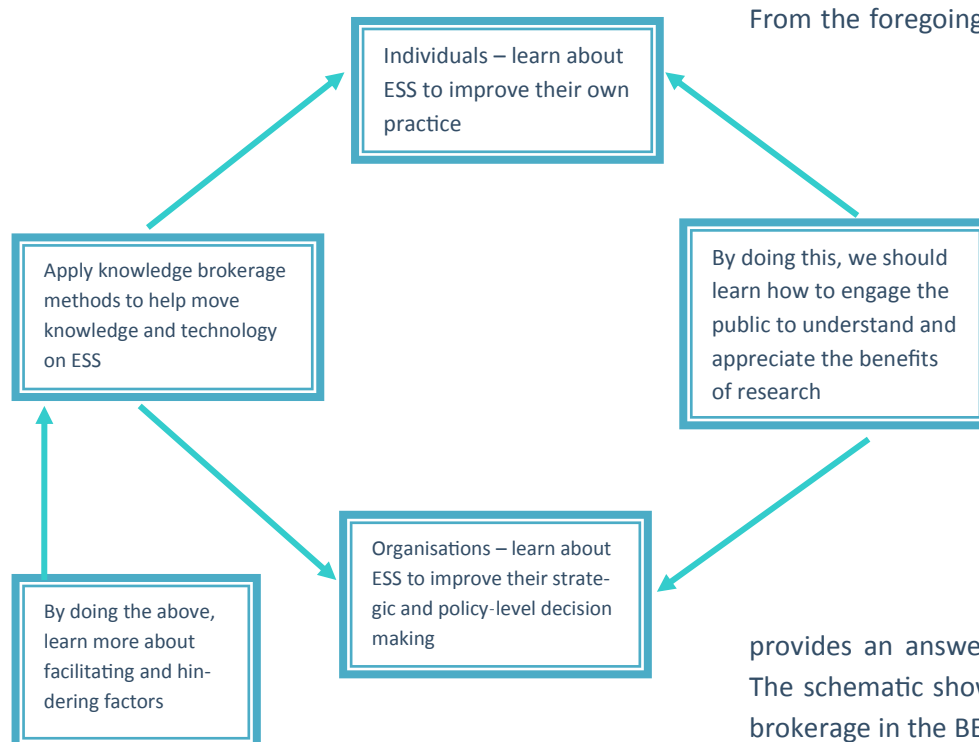 From the foregoing
Individuals – learn about
ESS to improve their own
practice
Apply knowledge brokerage
methods to help move
knowledge and technology
on ESS
By doing this, we should
learn how to engage the
public to understand and
appreciate the benefits
of research
Organisations – learn about
ESS to improve their strate-
gic and policy-level decision
making
By doing the above,
learn more about
facilitating and hin-
dering factors
provides an answe
The schematic show
brokerage in the BE